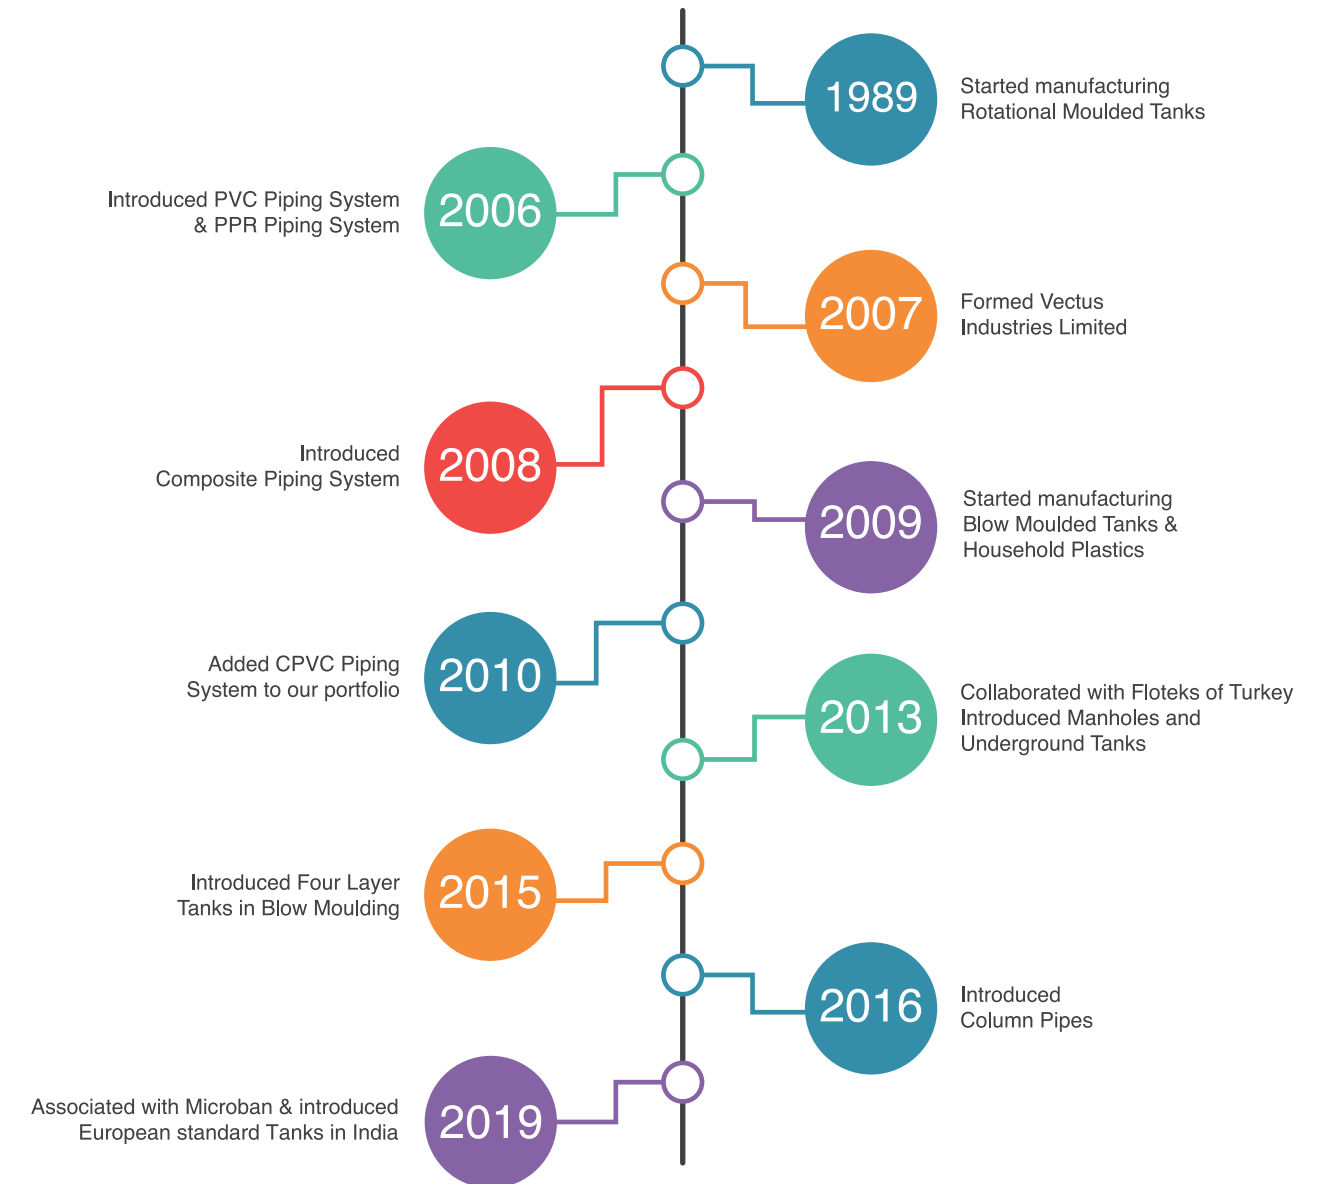 1989
Started manufacturing
Rotational Moulded Tanks
2006
Introduced PVC Piping System
& PPR Piping System
2007
Formed Vectus
Industries Limited
2008
Introduced
Composite Piping System
2009
Started manufacturing
Blow Moulded Tanks &
Household Plastics
2010
Added CPVC Piping
System to our portfolio
2013
Collaborated with Floteks of Turkey
Introduced Manholes and
Underground Tanks
2015
Introduced Four Layer
Tanks in Blow Moulding
2016
Introduced
Column Pipes
2019
Associated with Microban & introduced
European standard Tanks in India